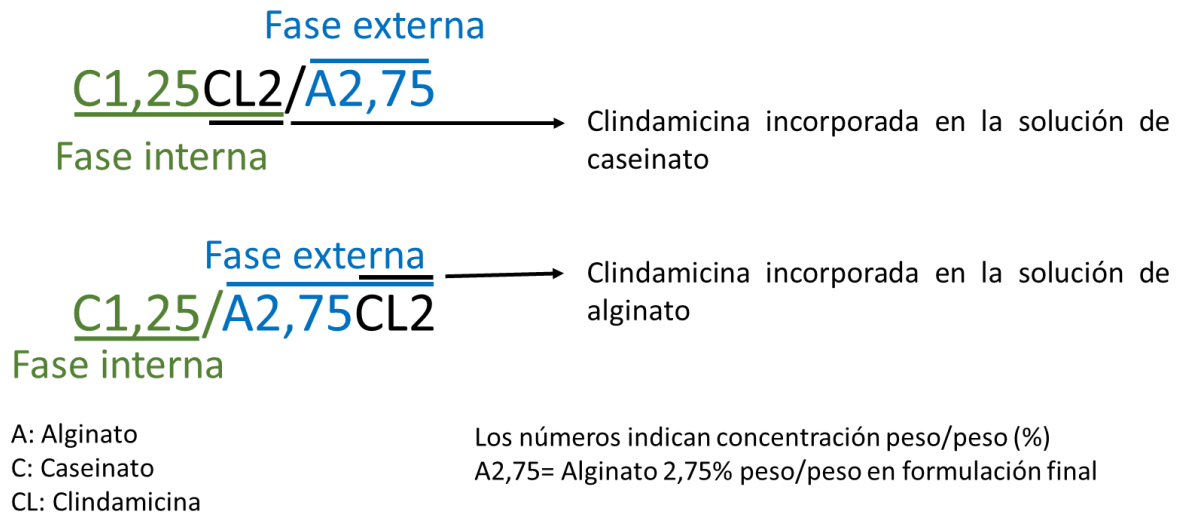 Fase externa
C1,25CL2/A2,75
Fase interna
Clindamicina incorporada en la solución de
caseinato
Fase externa
C1,25/A2,75CL2
Fase interna
Clindamicina incorporada en la solución de
alginato
A: Alginato
C: Caseinato
CL: Clindamicina
Los números indican concentración peso/peso (%)
A2,75= Alginato 2,75% peso/peso en formulación final